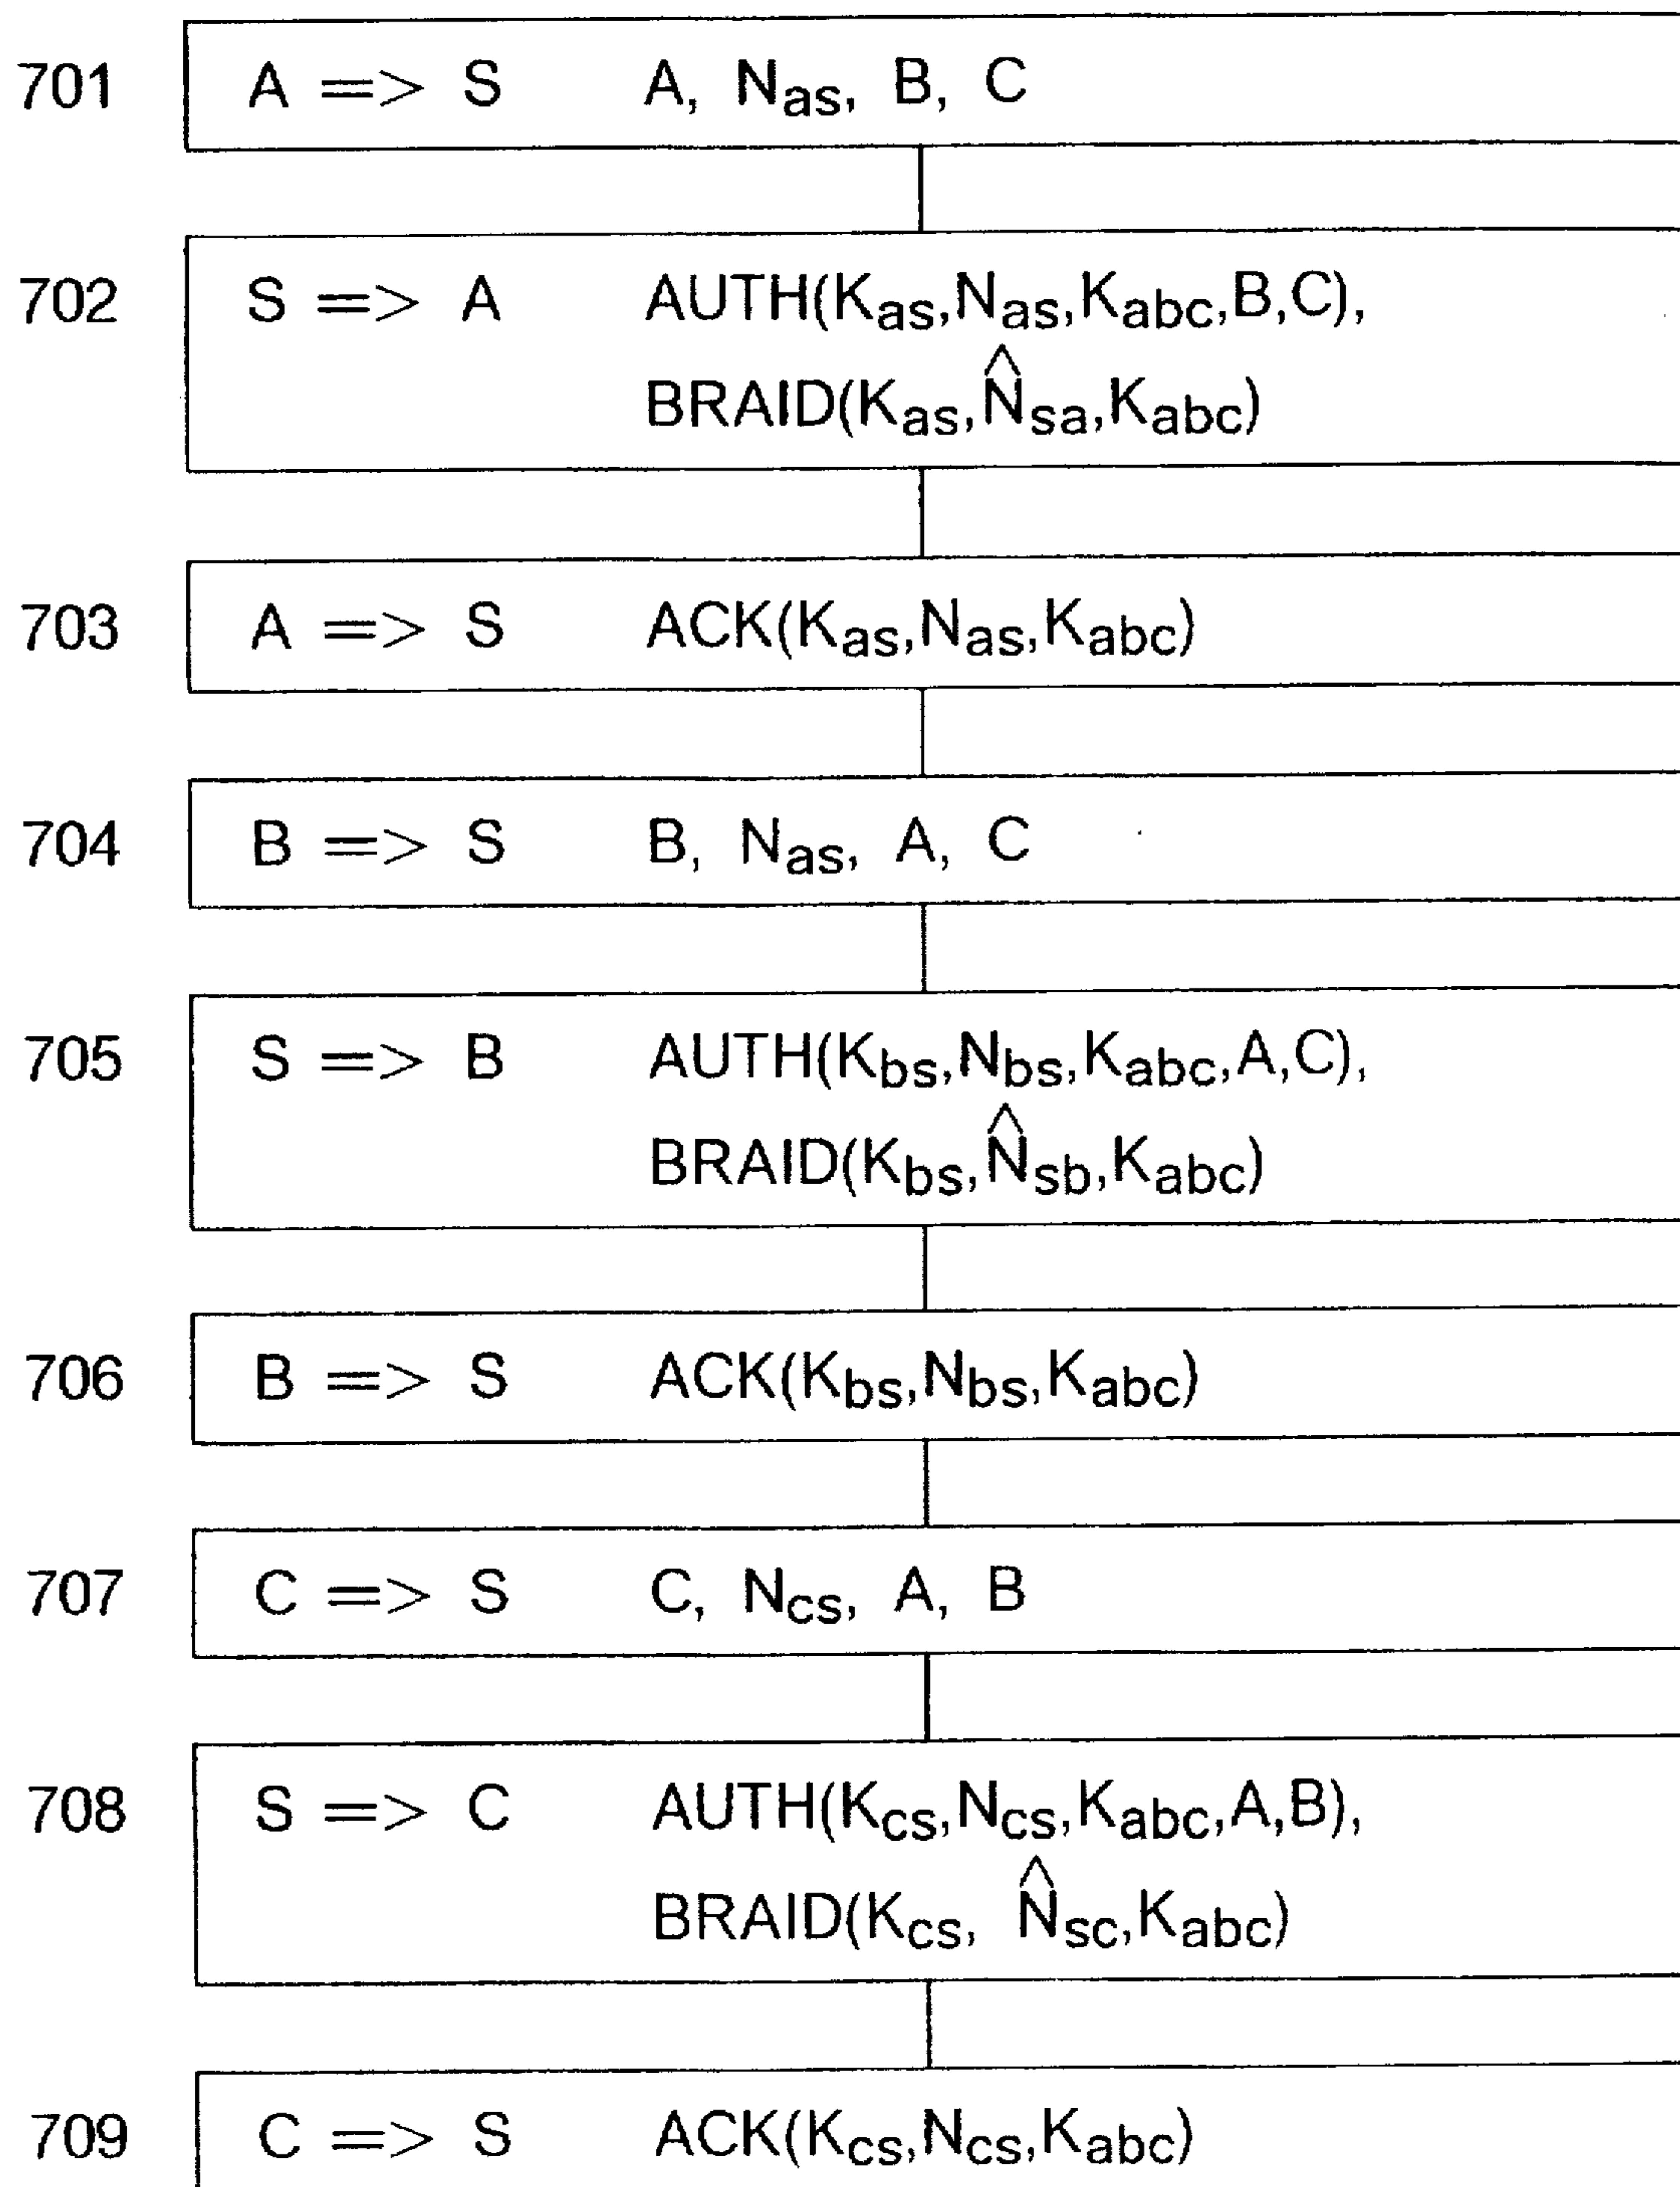 701 A => S A, Nas, B, C
702 S => A AUTH(Kas,Nas,Kabc,B,C),
BRAID(Kas,N̂sa,Kabc)
703 A => S ACK(Kas,Nas,Kabc)
704 B => S B, Nas, A, C
705 S => B AUTH(Kbs,Nbs,Kabc,A,C),
BRAID(Kbs,N̂sb,Kabc)
706 B => S ACK(Kbs,Nbs,Kabc)
707 C => S C, Ncs, A, B
708 S => C AUTH(Kcs,Ncs,Kabc,A,B),
BRAID(Kcs, N̂sc,Kabc)
709 C => S ACK(Kcs,Ncs,Kabc)